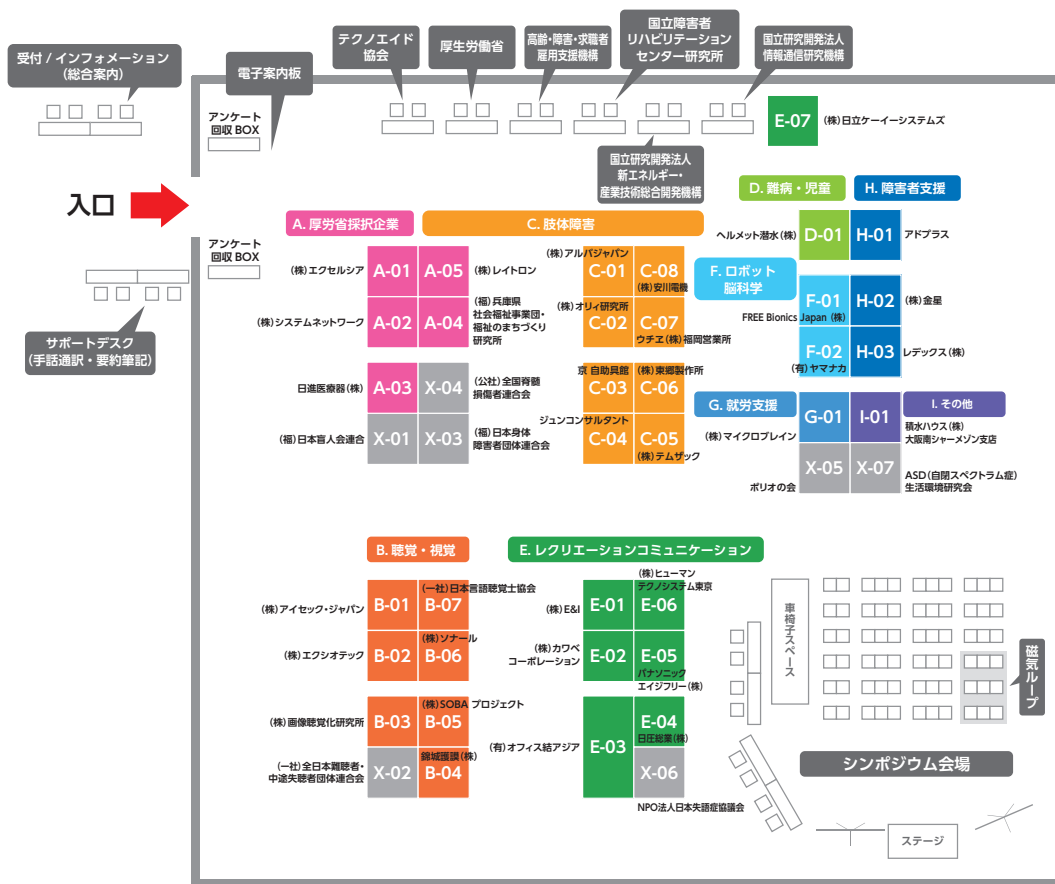 受付 / インフォメーション
(総合案内)
電子案内板
テクノエイド
協会
厚生労働省
高齢・障害・求職者
雇用支援機構
国立障害者
リハビリテーション
センター研究所
国立研究開発法人
情報通信研究機構
国立研究開発法人
新エネルギー・
産業技術総合開発機構
アンケート
回収 BOX
E-07
(株)日立ケーイーシステムズ
入口
アンケート
回収 BOX
サポートデスク
(手話通訳・要約筆記)
A. 厚労省採択企業
(株)エクセルシア
A-01
A-05
(株)レイトロン
(株)システムネットワーク
A-02
A-04
(福)兵庫県
社会福祉事業団・
福祉のまちづくり
研究所
日進医療器(株)
A-03
X-04
(公社)全国脊髄
損傷者連合会
(福)日本盲人会連合
X-01
X-03
(福)日本身体
障害者団体連合会
C. 肢体障害
(株)アルバジャパン
C-01
C-08
(株)安川電機
(株)オリィ研究所
C-02
C-07
ウチヱ(株)福岡営業所
京 自助具館
(株)東郷製作所
C-03
C-06
ジュンコンサルタント
C-04
C-05
(株)テムザック
D. 難病・児童
H. 障害者支援
ヘルメット潜水(株)
D-01
H-01
アドプラス
F. ロボット
脳科学
F-01
H-02
(株)金星
FREE Bionics Japan (株)
F-02
H-03
レデックス(株)
(有)ヤマナカ
G. 就労支援
I. その他
(株)マイクロブレイン
G-01
I-01
積水ハウス(株)
大阪南シャーメゾン支店
ポリオの会
X-05
X-07
ASD(自閉スペクトラム症)
生活環境研究会
B. 聴覚・視覚
(株)アイセック・ジャパン
B-01
(一社)日本言語聴覚士協会
B-07
(株)エクシオテック
B-02
(株)ソナール
B-06
(株)画像聴覚化研究所
B-03
(株)SOBA プロジェクト
B-05
(一社)全日本難聴者・
中途失聴者団体連合会
X-02
錦城護謨(株)
B-04
E. レクリエーションコミュニケーション
(株)E&I
E-01
(株)ヒューマン
テクノシステム東京
E-06
(株)カワベ
コーポレーション
E-02
E-05
パナソニック
エイジフリー(株)
(有)オフィス結アジア
E-03
E-04
日圧総業(株)
X-06
NPO法人日本失語症協議会
車椅子スペース
磁気ループ
シンポジウム会場
ステージ